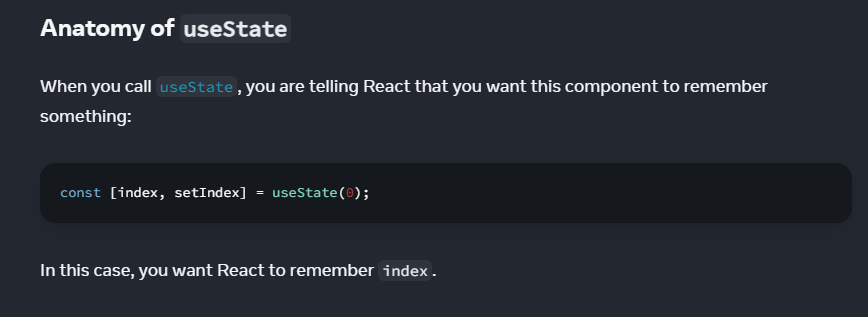 Anatomy of useState
When you call useState, you are telling React that you want this component to remember
something:
const [index, setIndex] = useState(0);
In this case, you want React to remember index.